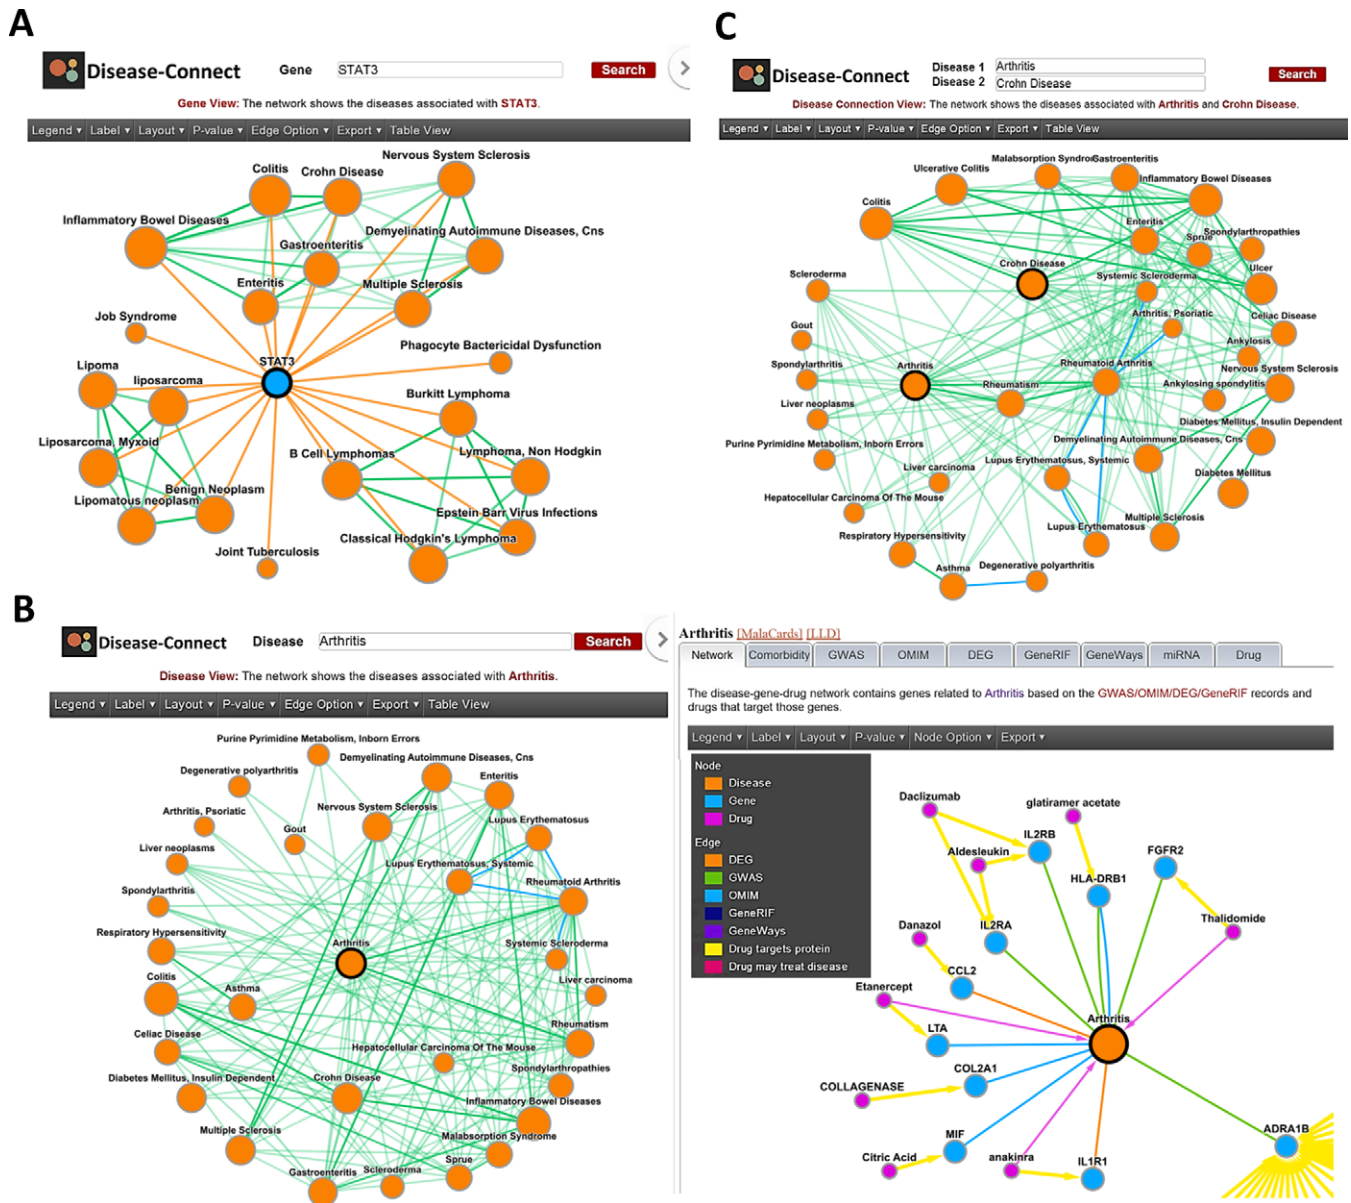 A
Disease-Connect
Gene
STAT3
Search
Gene View: The network shows the diseases associated with STAT3.
Legend ▾ Label ▾ Layout ▾ P-value ▾ Edge Option ▾ Export ▾ Table View
Nervous System Sclerosis
Colitis
Crohn Disease
Inflammatory Bowel Diseases
Demyelinating Autoimmune Diseases, Cns
Gastroenteritis
Enteritis
Multiple Sclerosis
Job Syndrome
Phagocyte Bactericidal Dysfunction
STAT3
Lipoma
liposarcoma
Burkitt Lymphoma
Liposarcoma, Myxoid
B Cell Lymphomas
Lymphoma, Non Hodgkin
Benign Neoplasm
Lipomatous neoplasm
Epstein Barr Virus Infections
Classical Hodgkin's Lymphoma
Joint Tuberculosis
C
Disease-Connect
Disease 1
Arthritis
Disease 2
Crohn Disease
Search
Disease Connection View: The network shows the diseases associated with Arthritis and Crohn Disease.
Legend ▾ Label ▾ Layout ▾ P-value ▾ Edge Option ▾ Export ▾ Table View
Malabsorption Syndro
Gastroenteritis
Ulcerative Colitis
Inflammatory Bowel Diseases
Colitis
Enteritis
Spondylarthropathies
Sprue
Crohn Disease
Ulcer
Scleroderma
Systemic Scleroderma
Arthritis, Psoriatic
Celiac Disease
Gout
Ankylosis
Spondylarthritis
Arthritis
Rheumatoid Arthritis
Nervous System Sclerosis
Rheumatism
Ankylosing spondylitis
Liver neoplasms
Diabetes Mellitus, Insulin Dependent
Purine Pyrimidine Metabolism, Inborn Errors
Demyelinating Autoimmune Diseases, Cns
Liver carcinoma
Lupus Erythematosus, Systemic
Diabetes Mellitus
Hepatocellular Carcinoma Of The Mouse
Multiple Sclerosis
Lupus Erythematosus
Respiratory Hypersensitivity
Asthma
Degenerative polyarthritis
B
Disease-Connect
Disease
Arthritis
Search
Disease View: The network shows the diseases associated with Arthritis.
Legend ▾ Label ▾ Layout ▾ P-value ▾ Edge Option ▾ Export ▾ Table View
Purine Pyrimidine Metabolism, Inborn Errors
Demyelinating Autoimmune Diseases, Cns
Degenerative polyarthritis
Enteritis
Arthritis, Psoriatic
Nervous System Sclerosis
Lupus Erythematosus
Gout
Liver neoplasms
Lupus Erythematosus, Systemic
Rheumatoid Arthritis
Spondylarthritis
Respiratory Hypersensitivity
Arthritis
Systemic Scleroderma
Colitis
Liver carcinoma
Asthma
Rheumatism
Celiac Disease
Hepatocellular Carcinoma Of The Mouse
Spondylarthropathies
Diabetes Mellitus, Insulin Dependent
Crohn Disease
Inflammatory Bowel Diseases
Multiple Sclerosis
Malabsorption Syndrome
Sprue
Gastroenteritis
Scleroderma
Arthritis [MalaCards] [LLD]
Network Comorbidity GWAS OMIM DEG GeneRIF GeneWays miRNA Drug
The disease-gene-drug network contains genes related to Arthritis based on the GWAS/OMIM/DEG/GeneRIF records and
drugs that target those genes.
Legend ▾ Label ▾ Layout ▾ P-value ▾ Node Option ▾ Export ▾
Node
Disease
Gene
Drug
Edge
DEG
GWAS
OMIM
GeneRIF
GeneWays
Drug targets protein
Drug may treat disease
Daclizumab
glatiramer acetate
IL2RB
Aldesleukin
FGFR2
HLA-DRB1
Danazol
IL2RA
Thalidomide
CCL2
Etanercept
Arthritis
LTA
COL2A1
COLLAGENASE
ADRA1B
MIF
Citric Acid
anakinra
IL1R1